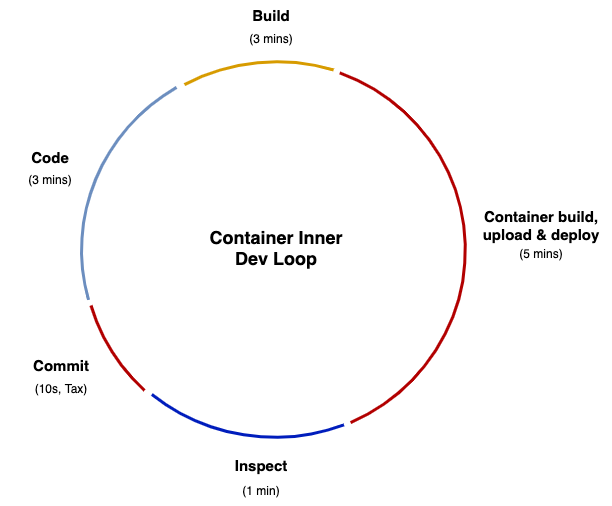 Build
(3 mins)
Code
(3 mins)
Container Inner
Dev Loop
Container build,
upload & deploy
(5 mins)
Commit
(10s, Tax)
Inspect
(1 min)